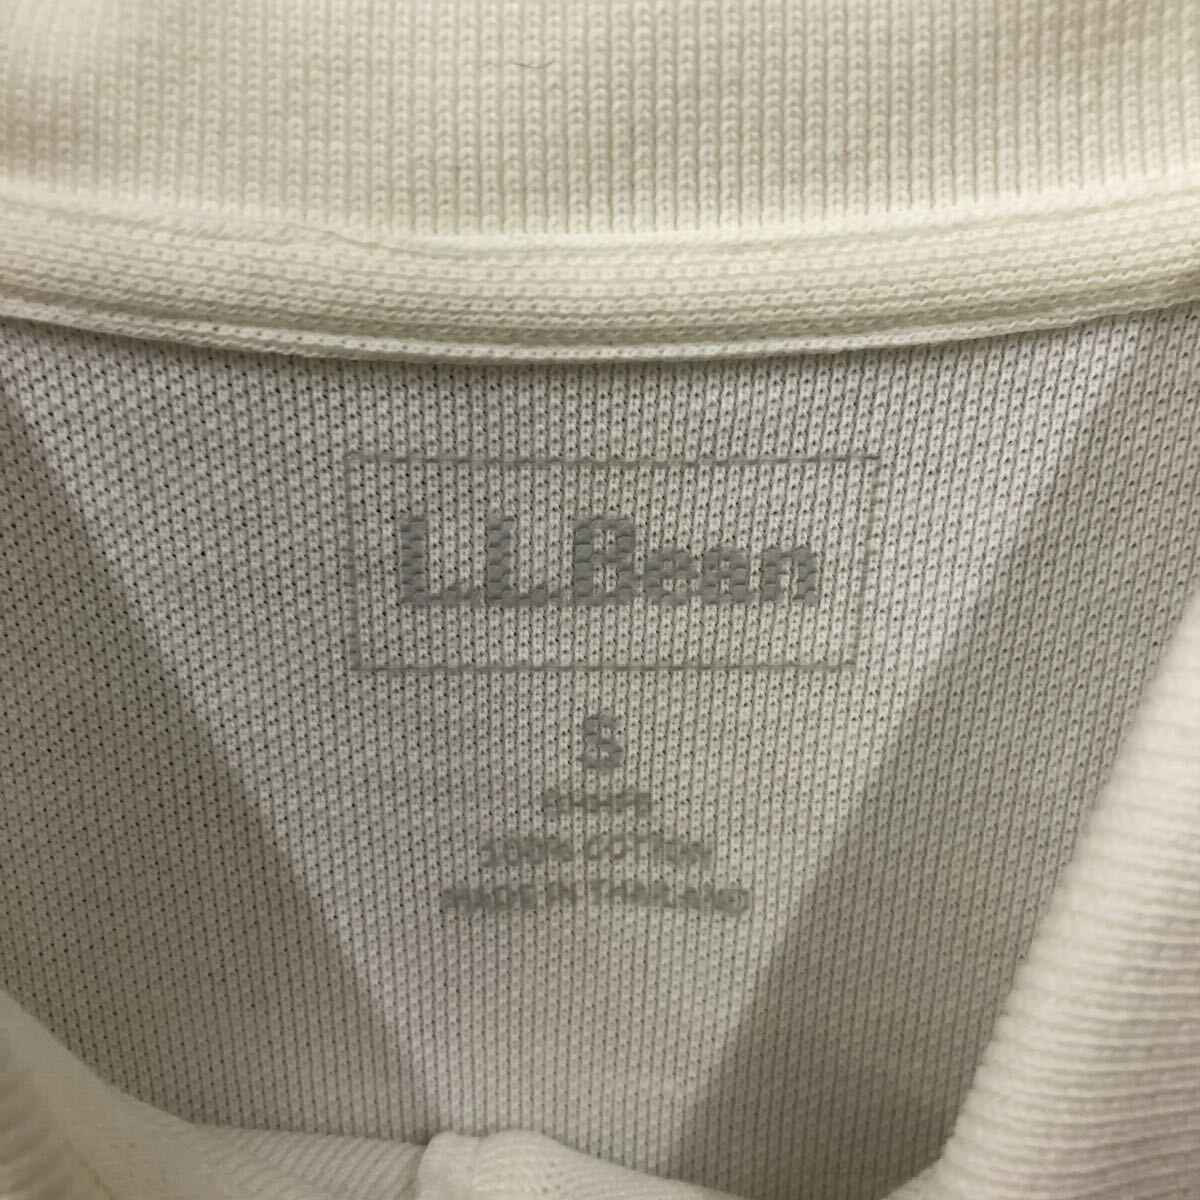 L.L.Bean
S
100% COTTON
MADE IN THAILAND